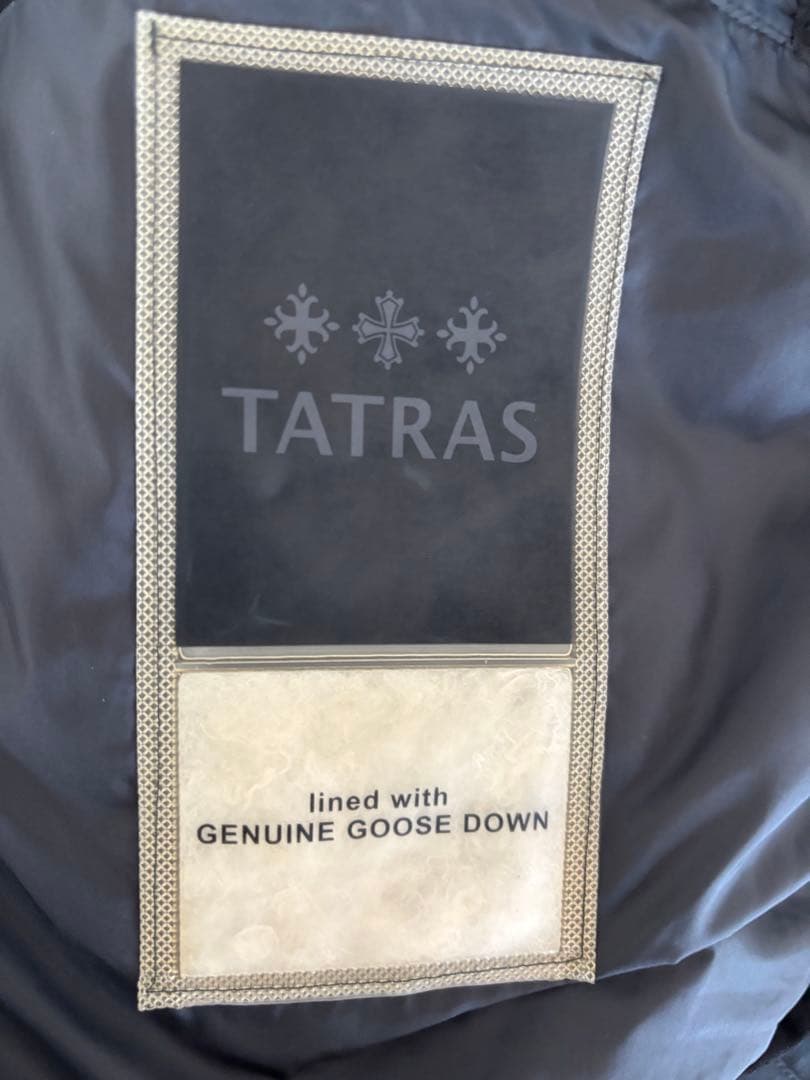 TATRAS
lined with
GENUINE GOOSE DOWN